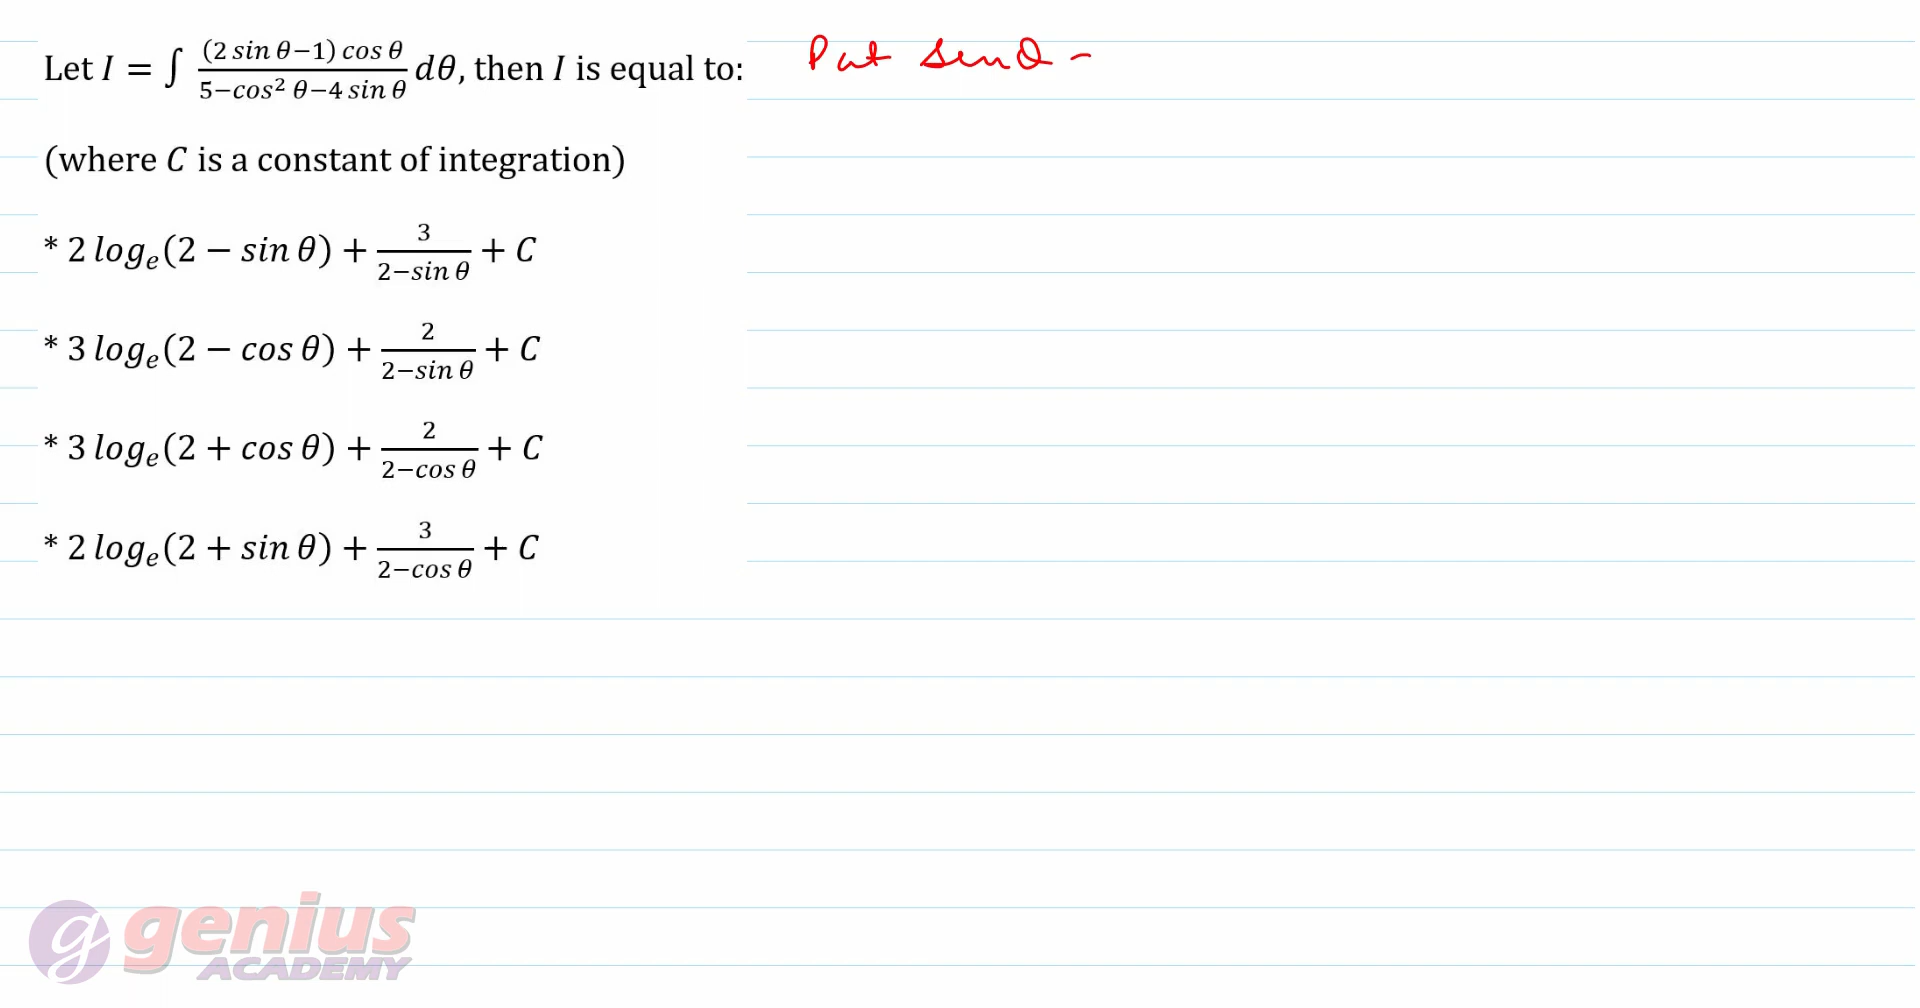 Let I = ∫ (2 sin θ−1) cos θ / 5−cos² θ−4 sin θ dθ, then I is equal to:
Put sinθ -
(where C is a constant of integration)
* 2 logₑ(2 − sin θ) + 3 / 2−sin θ + C
* 3 logₑ(2 − cos θ) + 2 / 2−sin θ + C
* 3 logₑ(2 + cos θ) + 2 / 2−cos θ + C
* 2 logₑ(2 + sin θ) + 3 / 2−cos θ + C
g genius
ACADEMY